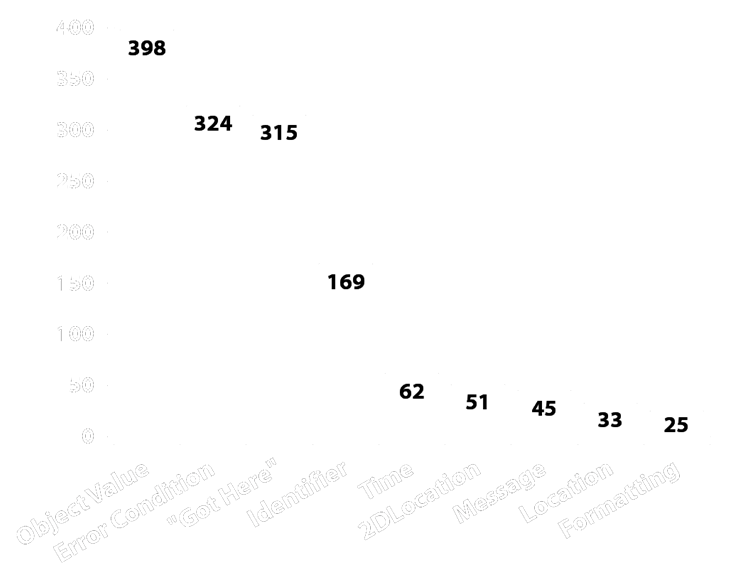 400
398
350
324
315
300
250
200
169
150
100
62
50
51
45
33
25
0
Object Value
Error Condition
"Got Here"
Identifier
Time
2DLocation
Message
Location
Formatting